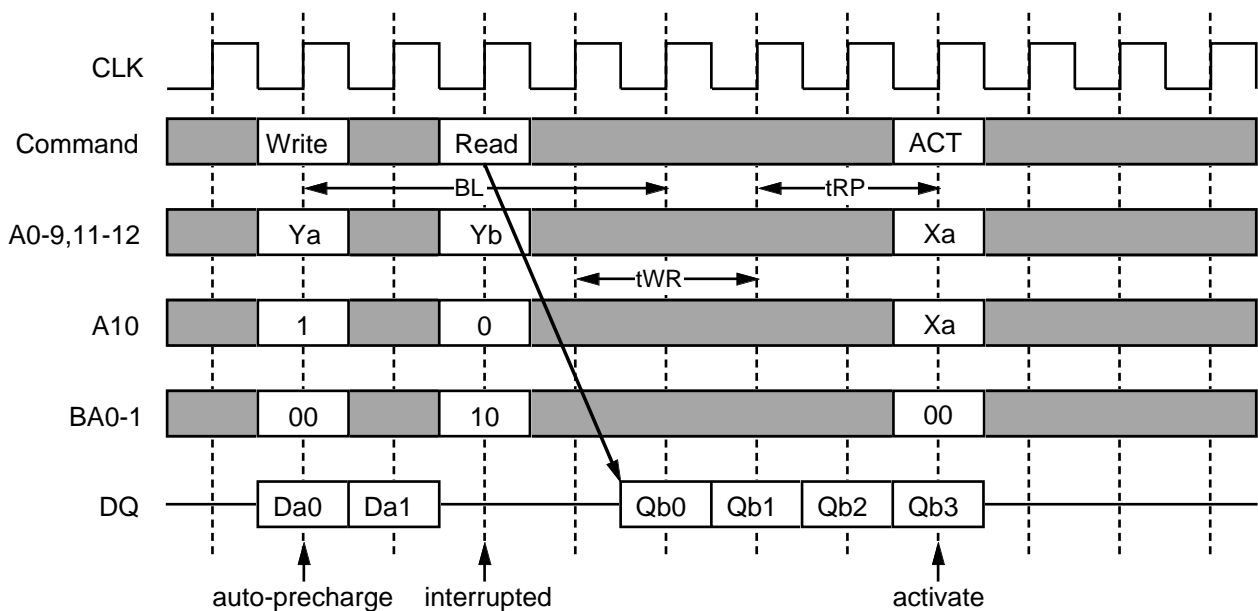 CLK
Command Write Read ACT
BL tRP
A0-9,11-12 Ya Yb Xa
tWR
A10 1 0 Xa
BA0-1 00 10 00
DQ Da0 Da1 Qb0 Qb1 Qb2 Qb3
auto-precharge interrupted activate